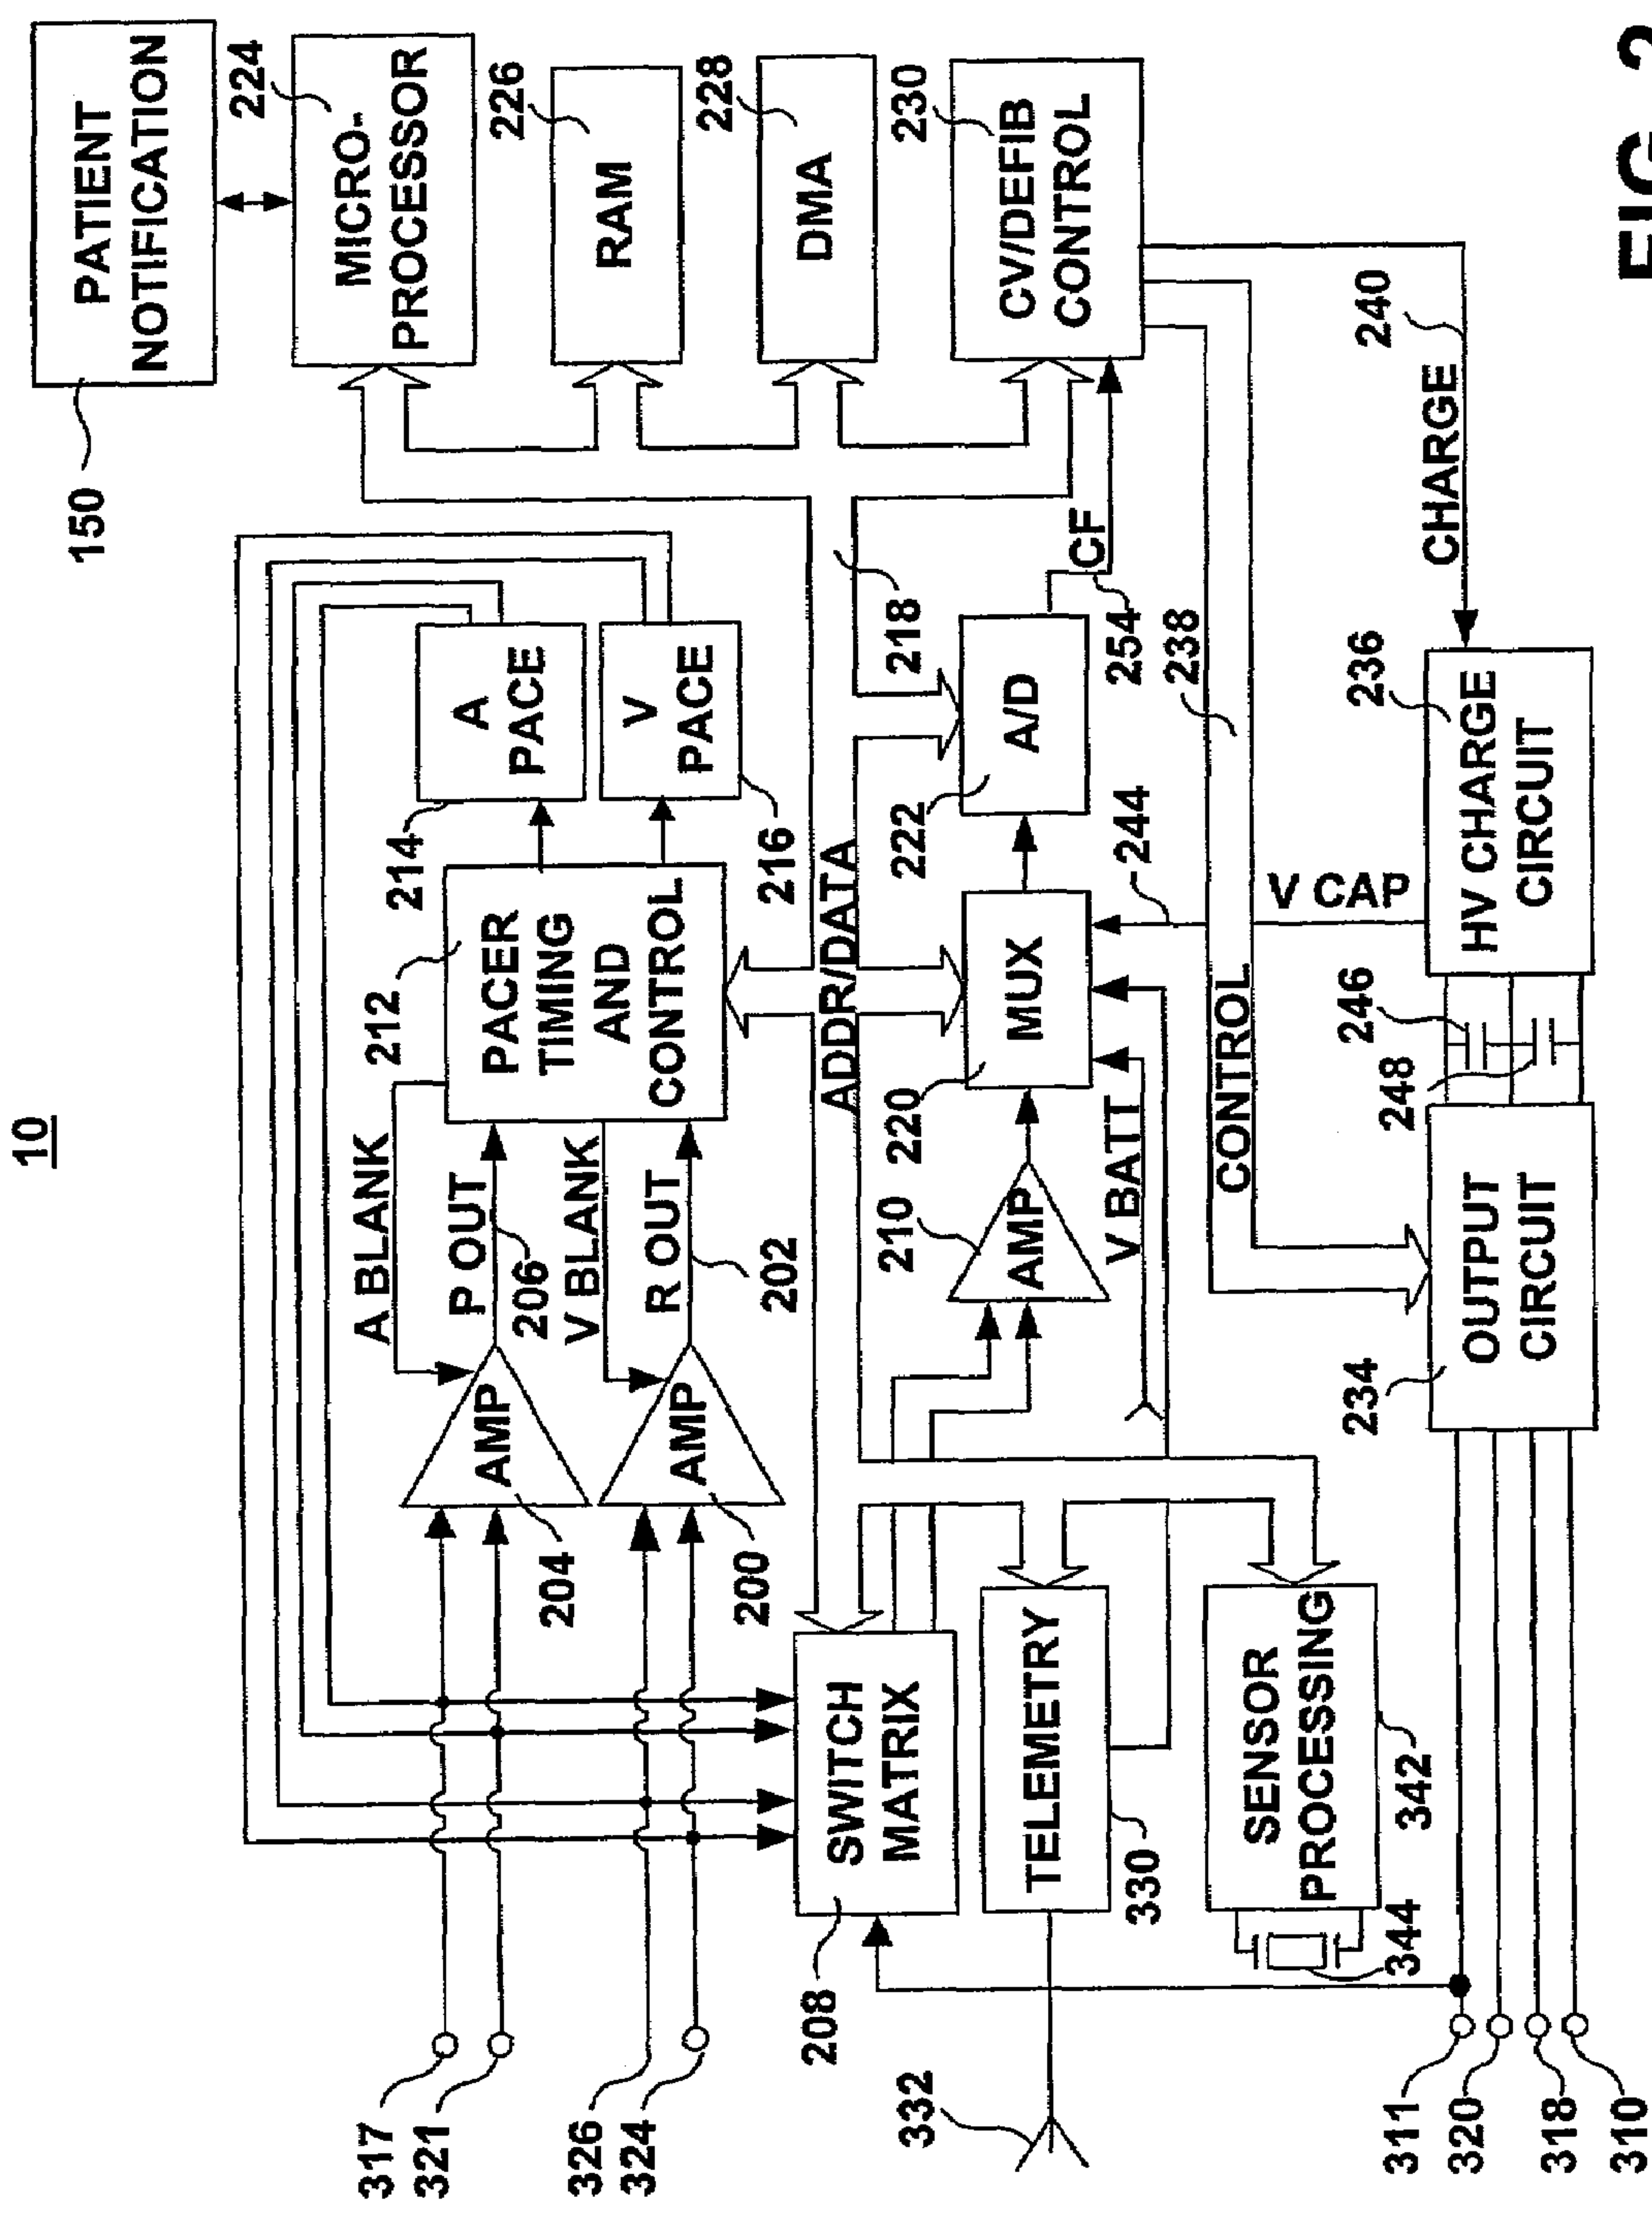 10
PATIENT
NOTIFICATION
150
224
MICRO-
PROCESSOR
226
RAM
228
DMA
230
CV/DEFIB
CONTROL
A BLANK
P OUT
206
V BLANK
R OUT
202
212
PACER
TIMING
AND
CONTROL
214
A
PACE
V
PACE
216
AMP
204
AMP
200
317
321
326
324
ADDR/DATA
218
208
SWITCH
MATRIX
210
AMP
220
MUX
222
A/D
CF
254
238
244
V BATT
CONTROL
V CAP
332
TELEMETRY
330
SENSOR
PROCESSING
342
344
240
CHARGE
236
HV CHARGE
CIRCUIT
246
248
234
OUTPUT
CIRCUIT
311
320
318
310